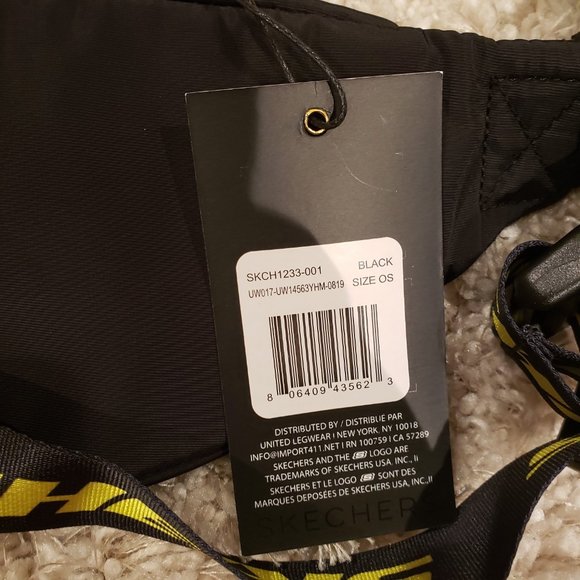 SKCH1233-001 BLACK
UW017-UW14563YHM-0819 SIZE OS
8 06409 43562 3
DISTRIBUTED BY / DISTRIBUÉ PAR
UNITED LEGWEAR | NEW YORK, NY 10018
INFO@IMPORT411.NET | RN 100759 | CA 57289
SKECHERS AND THE S LOGO ARE
TRADEMARKS OF SKECHERS USA, INC., II
SKECHERS ET LE LOGO S SONT DES
MARQUES DEPOSÉES DE SKECHERS USA, INC.,II
SKECHER